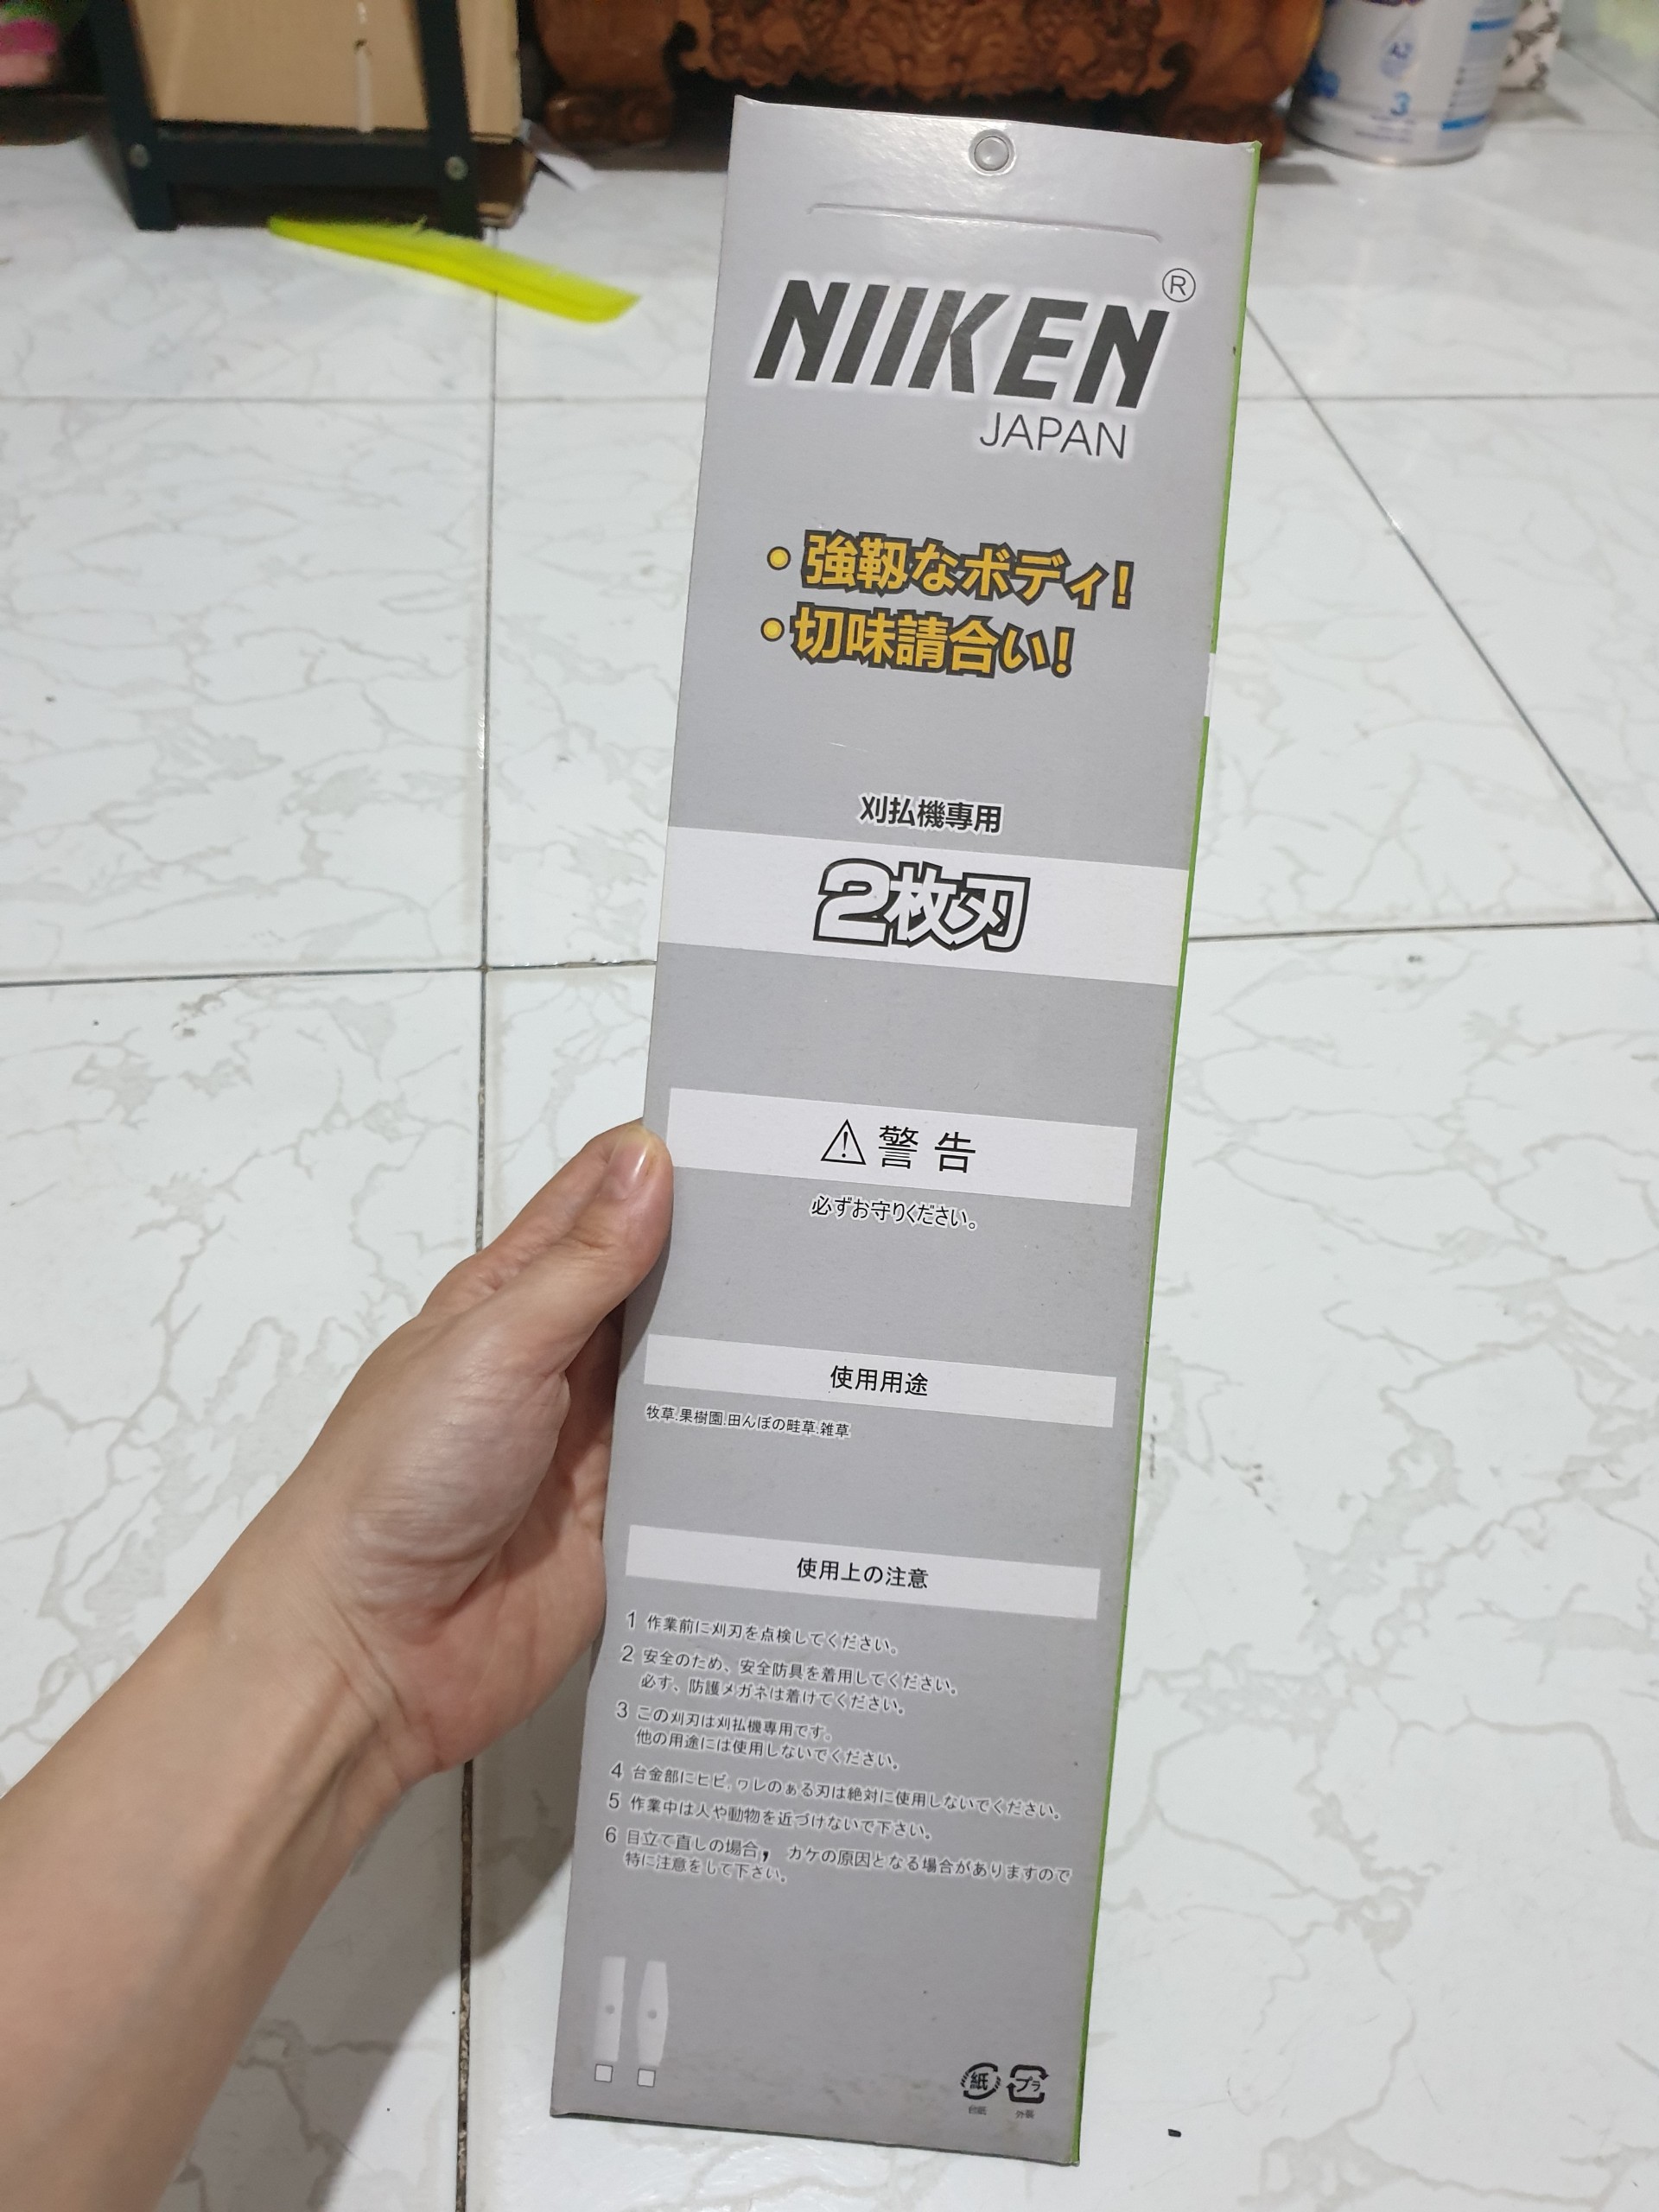 NIIKEN®
JAPAN
• 強靱なボディ!
• 切味請合い!
刈払機専用
2枚刃
⚠ 警告
必ずお守りください。
使用用途
牧草.果樹園.田んぼの畦草.雑草
使用上の注意
1 作業前に刈刃を点検してください。
2 安全のため、安全防具を着用してください。
必ず、防護メガネは着けてください。
3 この刈刃は刈払機専用です。
他の用途には使用しないでください。
4 台金部にヒビ,ヮレのぁる刃は絶対に使用しないでください。
5 作業中は人や動物を近づけないで下さい。
6 目立て直しの場合, カケの原因となる場合がありますので
特に注意をして下さい。
紙 プラ
台紙 外装
3